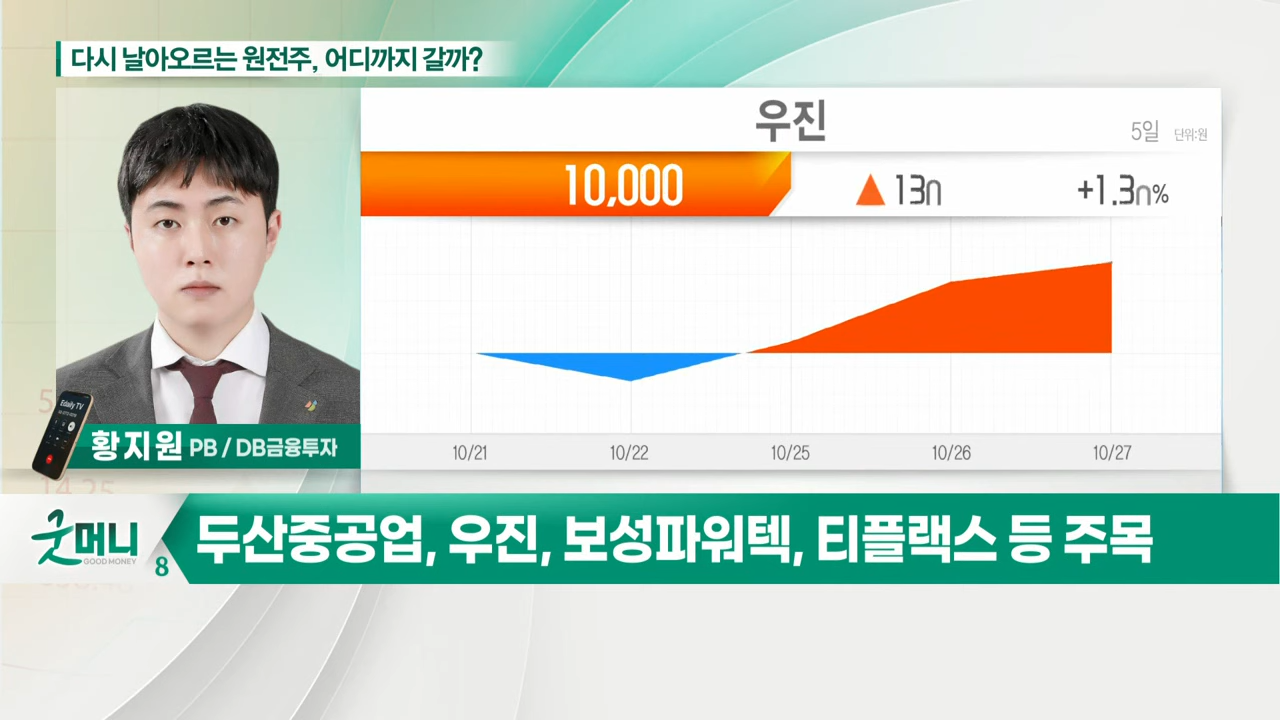 다시 날아오르는 원전주, 어디까지 갈까?
우진
5일 단위:원
10,000 ▲ 13 +1.3 %
10/21 10/22 10/25 10/26 10/27
Edaily TV
황지원 PB / DB금융투자
굿머니
GOOD MONEY
8
두산중공업, 우진, 보성파워텍, 티플랙스 등 주목